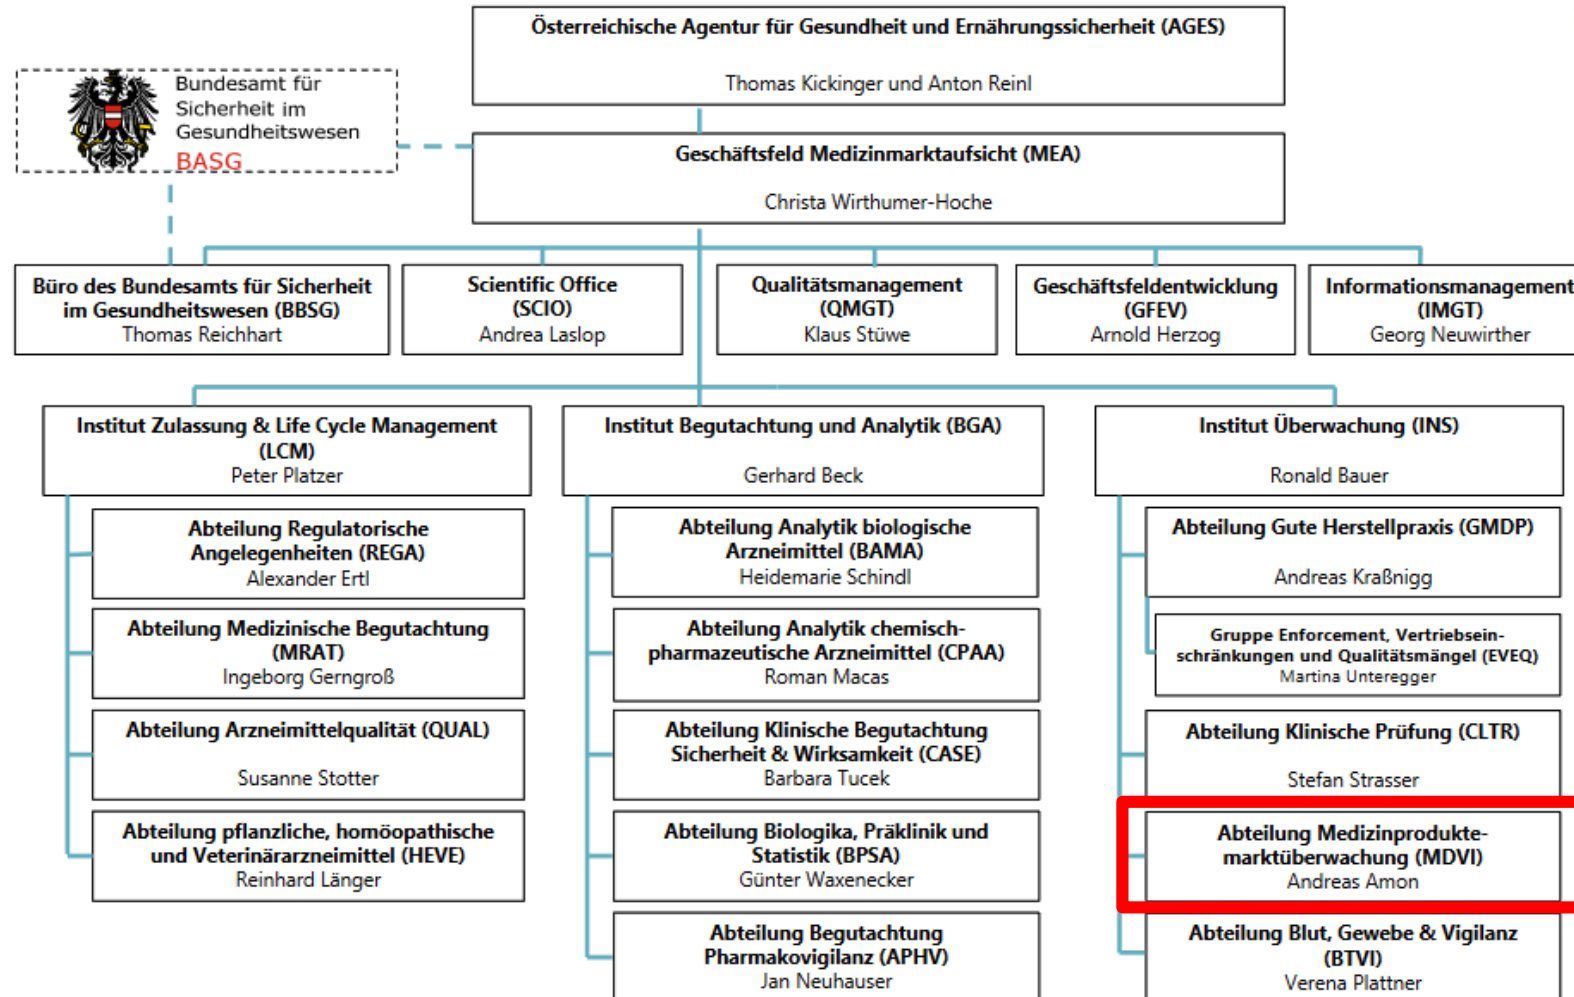 Österreichische Agentur für Gesundheit und Ernährungssicherheit (AGES)
Thomas Kickinger und Anton Reinl
Bundesamt für
Sicherheit im
Gesundheitswesen
BASG
Geschäftsfeld Medizinmarktaufsicht (MEA)
Christa Wirthumer-Hoche
Büro des Bundesamts für Sicherheit
im Gesundheitswesen (BBSG)
Thomas Reichhart
Scientific Office
(SCIO)
Andrea Laslop
Qualitätsmanagement
(QMGT)
Klaus Stüwe
Geschäftsfeldentwicklung
(GFEV)
Arnold Herzog
Informationsmanagement
(IMGT)
Georg Neuwirther
Institut Zulassung & Life Cycle Management
(LCM)
Peter Platzer
Abteilung Regulatorische
Angelegenheiten (REGA)
Alexander Ertl
Abteilung Medizinische Begutachtung
(MRAT)
Ingeborg Gerngroß
Abteilung Arzneimittelqualität (QUAL)
Susanne Stotter
Abteilung pflanzliche, homöopathische
und Veterinärarzneimittel (HEVE)
Reinhard Länger
Institut Begutachtung und Analytik (BGA)
Gerhard Beck
Abteilung Analytik biologische
Arzneimittel (BAMA)
Heidemarie Schindl
Abteilung Analytik chemisch-
pharmazeutische Arzneimittel (CPAA)
Roman Macas
Abteilung Klinische Begutachtung
Sicherheit & Wirksamkeit (CASE)
Barbara Tucek
Abteilung Biologika, Präklinik und
Statistik (BPSA)
Günter Waxenecker
Abteilung Begutachtung
Pharmakovigilanz (APHV)
Jan Neuhauser
Institut Überwachung (INS)
Ronald Bauer
Abteilung Gute Herstellpraxis (GMDP)
Andreas Kraßnigg
Gruppe Enforcement, Vertriebsein-
schränkungen und Qualitätsmängel (EVEQ)
Martina Unteregger
Abteilung Klinische Prüfung (CLTR)
Stefan Strasser
Abteilung Medizinprodukte-
marktüberwachung (MDVI)
Andreas Amon
Abteilung Blut, Gewebe & Vigilanz
(BTVI)
Verena Plattner